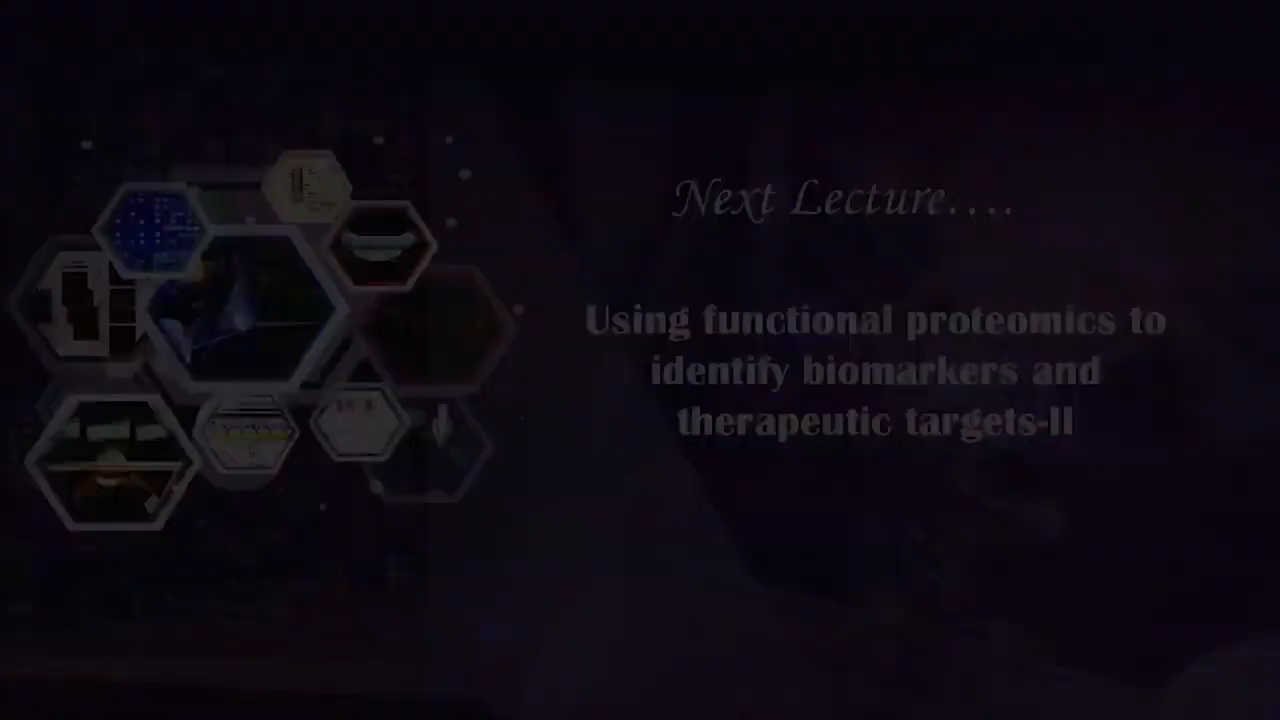 Next Lecture....
Using functional proteomics to
identify biomarkers and
therapeutic targets-II